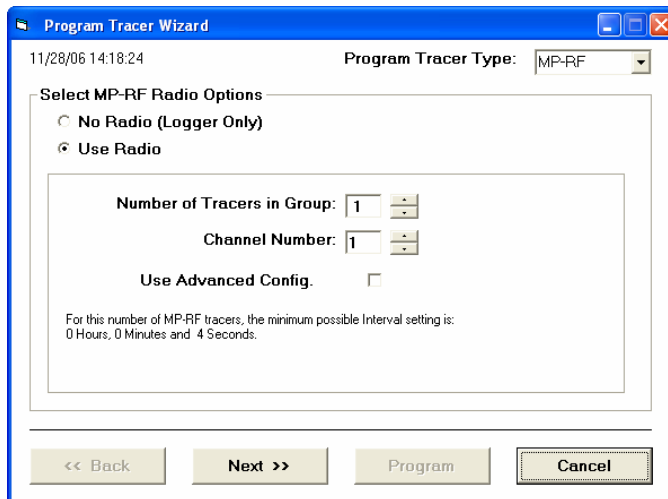 Program Tracer Wizard
11/28/06 14:18:24
Program Tracer Type: MP-RF
Select MP-RF Radio Options
No Radio (Logger Only)
Use Radio
Number of Tracers in Group: 1
Channel Number: 1
Use Advanced Config.
For this number of MP-RF tracers, the minimum possible Interval setting is:
0 Hours, 0 Minutes and 4 Seconds.
<< Back Next >> Program Cancel